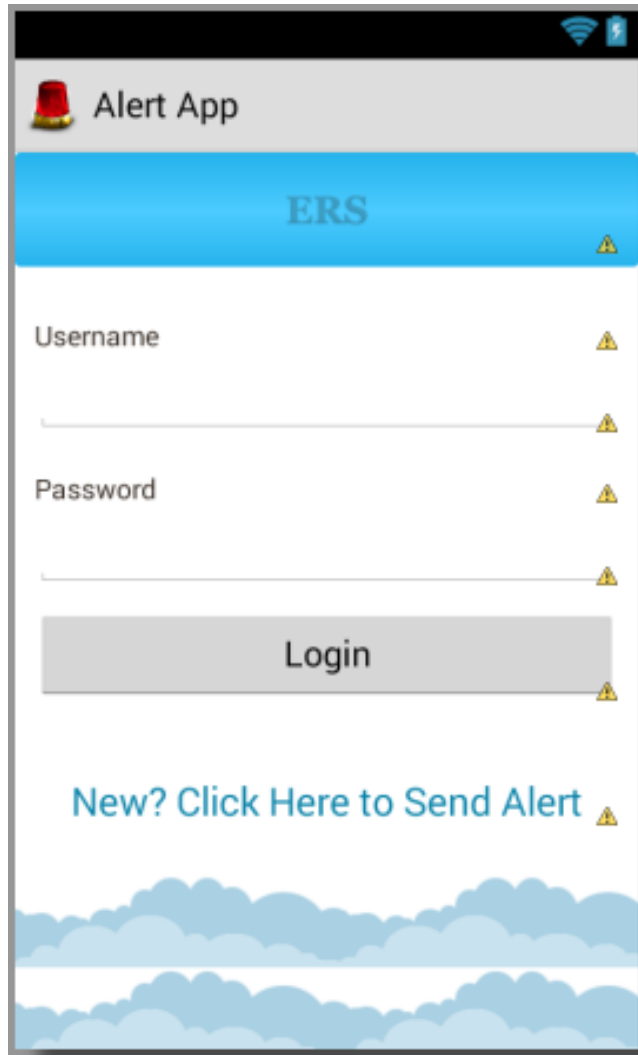 Alert App
ERS
Username
Password
Login
New? Click Here to Send Alert